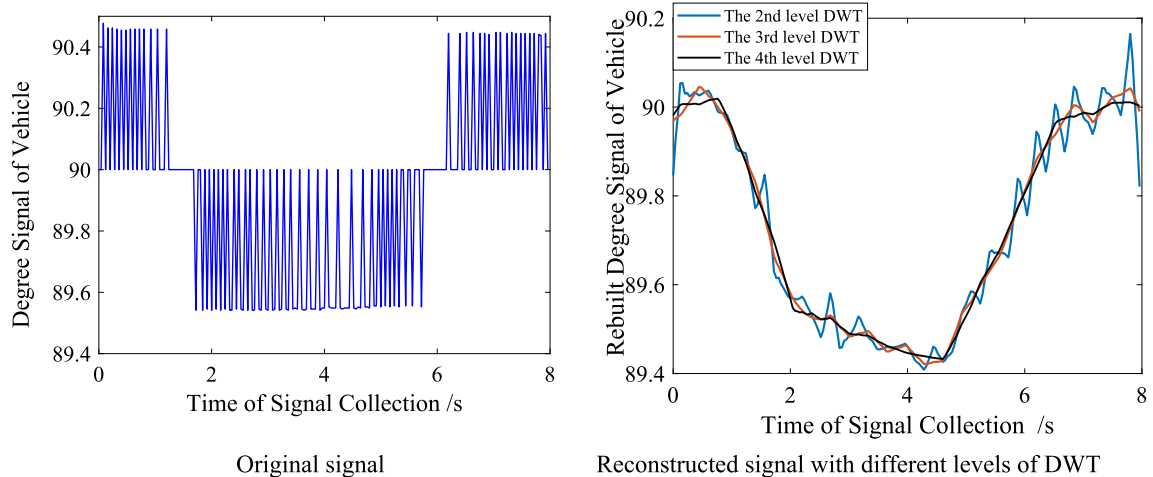 Degree Signal of Vehicle
90.4
90.2
90
89.8
89.6
89.4
0
2
4
6
8
Time of Signal Collection /s
Original signal
Rebuilt Degree Signal of Vehicle
The 2nd level DWT
The 3rd level DWT
The 4th level DWT
90.2
90
89.8
89.6
89.4
0
2
4
6
8
Time of Signal Collection /s
Reconstructed signal with different levels of DWT